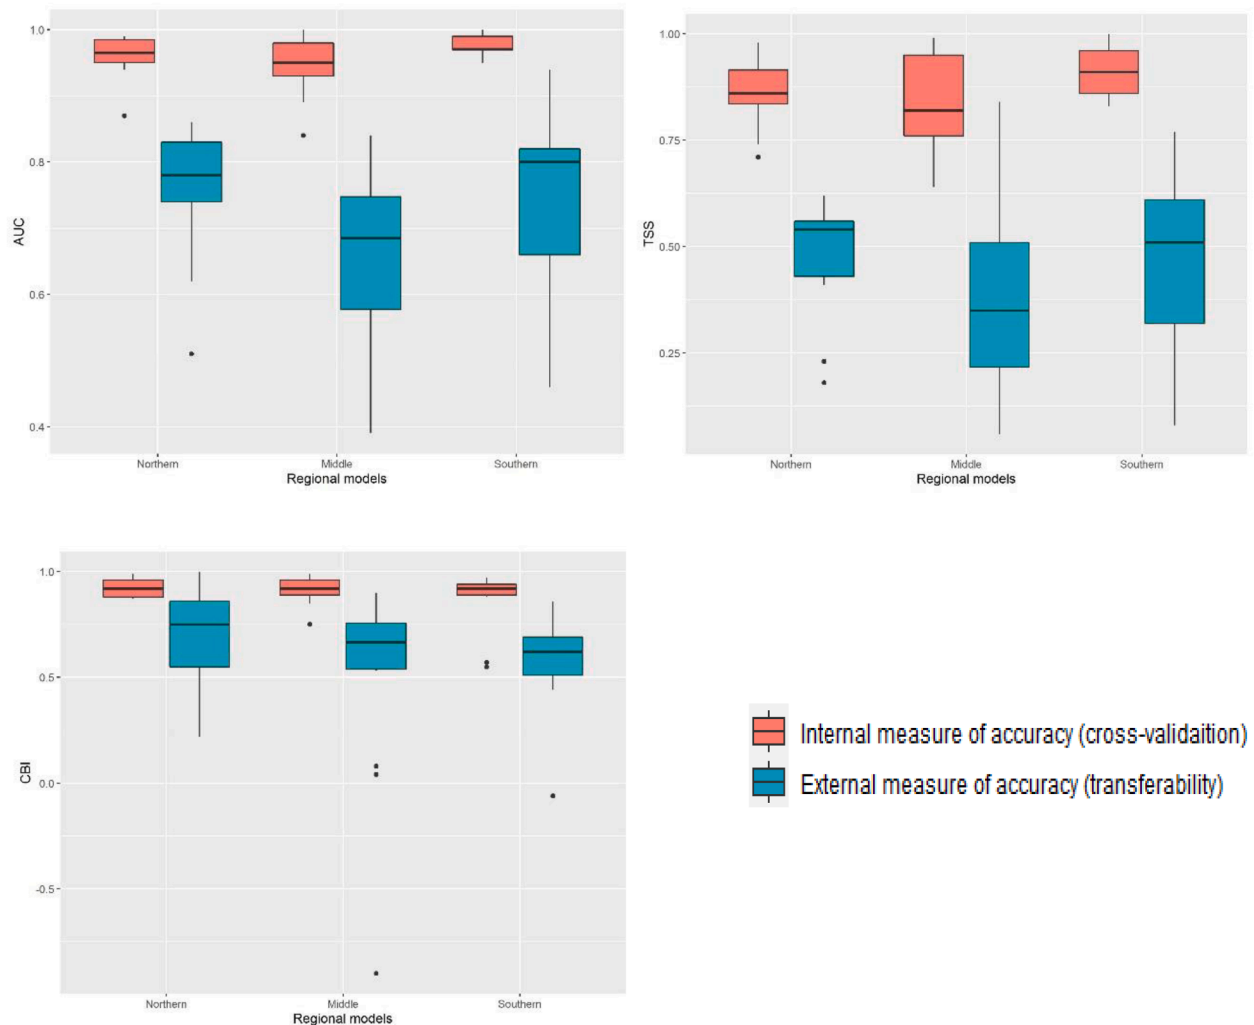 1.0
0.8
0.6
0.4
AUC
Northern
Middle
Southern
Regional models
1.00
0.75
0.50
0.25
TSS
Northern
Middle
Southern
Regional models
1.0
0.5
0.0
-0.5
CBI
Northern
Middle
Southern
Regional models
Internal measure of accuracy (cross-validaition)
External measure of accuracy (transferability)